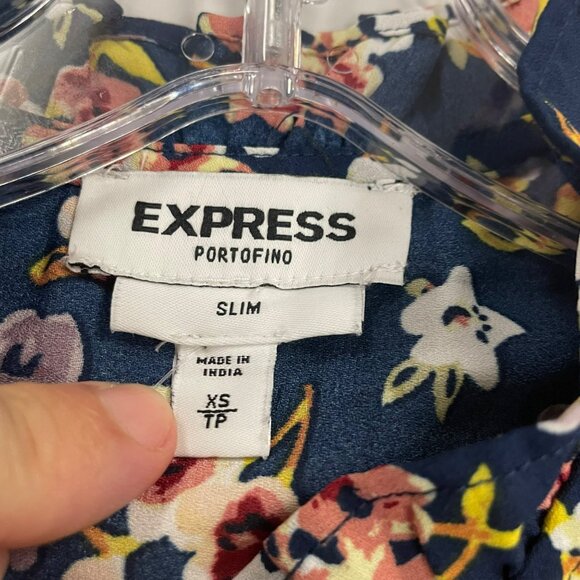 EXPRESS
PORTOFINO
SLIM
MADE IN
INDIA
XS
TP